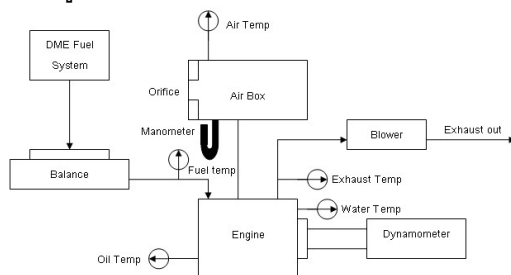 Air Temp
DME Fuel
System
Orifice
Air Box
Manometer
Blower
Exhaust out
Fuel temp
Balance
Exhaust Temp
Water Temp
Engine
Dynamometer
Oil Temp